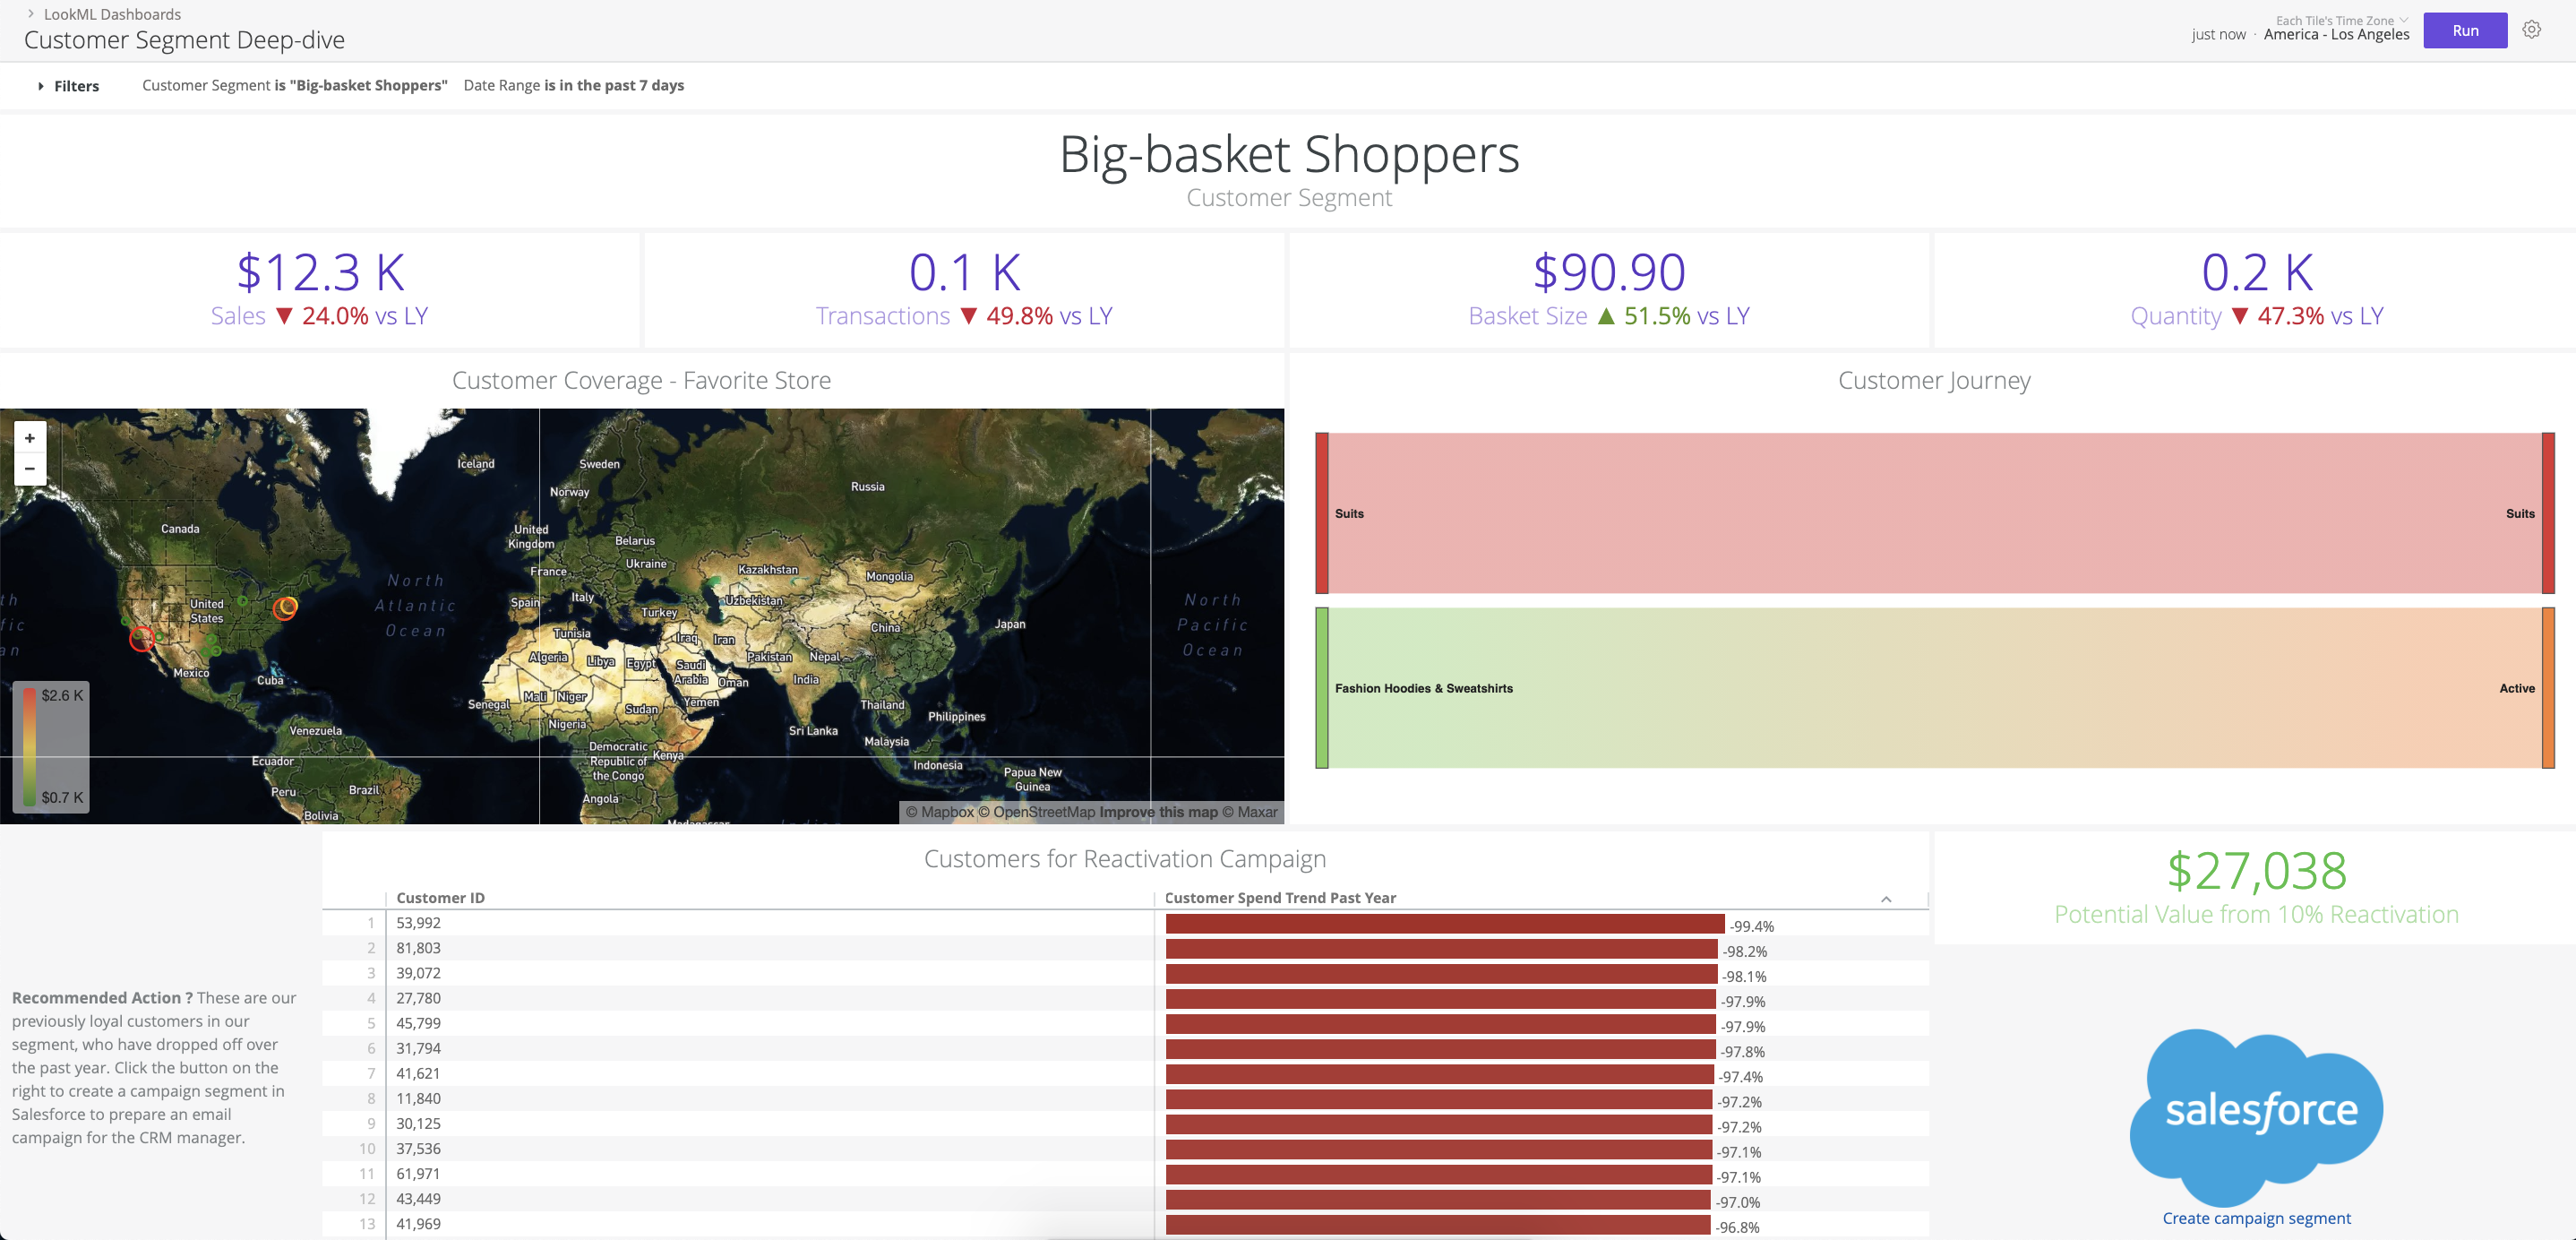 LookML Dashboards
Customer Segment Deep-dive
Each Tile's Time Zone
just now · America - Los Angeles
Run
Filters
Customer Segment is "Big-basket Shoppers" Date Range is in the past 7 days
Big-basket Shoppers
Customer Segment
$12.3 K
Sales ▼ 24.0% vs LY
0.1 K
Transactions ▼ 49.8% vs LY
$90.90
Basket Size ▲ 51.5% vs LY
0.2 K
Quantity ▼ 47.3% vs LY
Customer Coverage - Favorite Store
+
−
Iceland
Sweden
Russia
Norway
Canada
United
Kingdom
Belarus
Ukraine
France
Kazakhstan
Mongolia
North
Atlantic
Ocean
th
fic
an
United
States
Spain
Italy
Uzbekistan
Turkey
North
Pacific
Ocean
Japan
China
Tunisia
Iraq
Iran
Algeria
Libya
Egypt
Saudi
Arabia
Pakistan
Nepal
Mexico
Cuba
Oman
India
Mali
Niger
Yemen
Senegal
Sudan
Thailand
Philippines
Nigeria
Sri Lanka
Venezuela
Malaysia
Democratic
Republic of
the Congo
Kenya
Ecuador
Indonesia
Papua New
Guinea
Peru
Brazil
Angola
Bolivia
Madagascar
Indian
$2.6 K
$0.7 K
© Mapbox © OpenStreetMap Improve this map © Maxar
Customer Journey
Suits
Suits
Fashion Hoodies & Sweatshirts
Active
Recommended Action ? These are our
previously loyal customers in our
segment, who have dropped off over
the past year. Click the button on the
right to create a campaign segment in
Salesforce to prepare an email
campaign for the CRM manager.
Customers for Reactivation Campaign
Customer ID Customer Spend Trend Past Year
1 53,992 -99.4%
2 81,803 -98.2%
3 39,072 -98.1%
4 27,780 -97.9%
5 45,799 -97.9%
6 31,794 -97.8%
7 41,621 -97.4%
8 11,840 -97.2%
9 30,125 -97.2%
10 37,536 -97.1%
11 61,971 -97.1%
12 43,449 -97.0%
13 41,969 -96.8%
$27,038
Potential Value from 10% Reactivation
salesforce
Create campaign segment